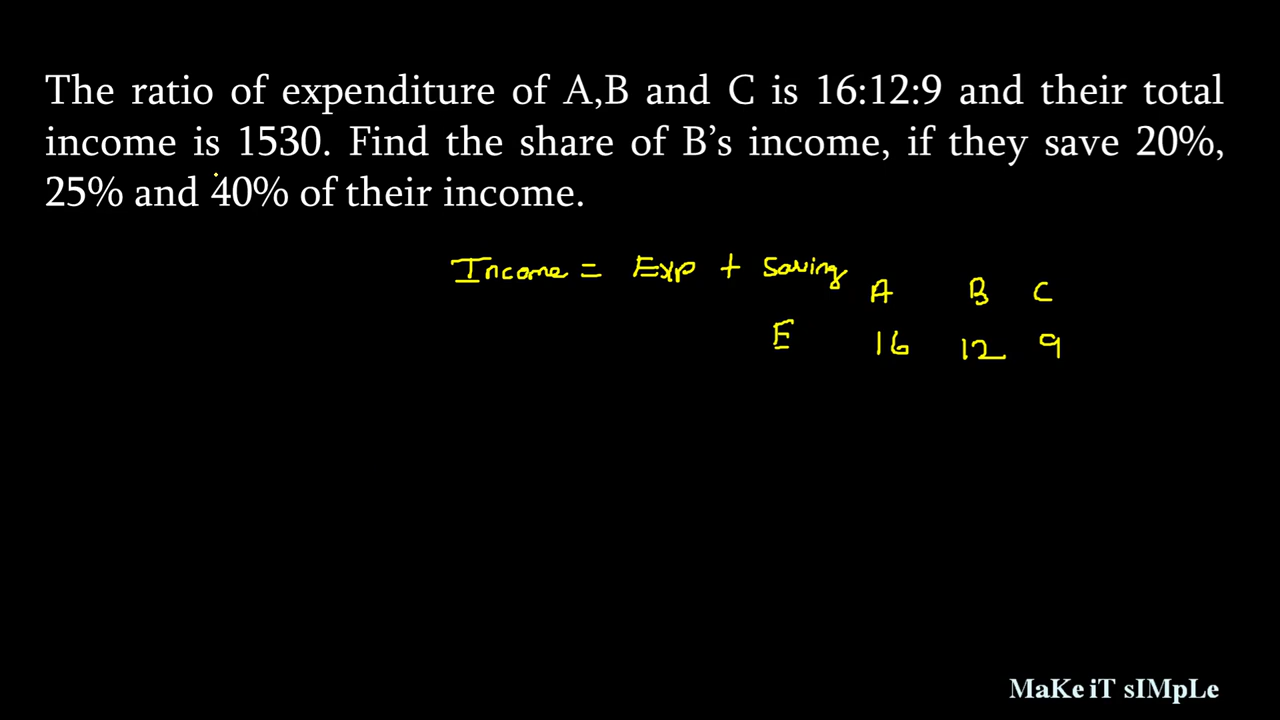 The ratio of expenditure of A,B and C is 16:12:9 and their total
income is 1530. Find the share of B’s income, if they save 20%,
25% and 40% of their income.
Income = Exp + Saving
A B C
E 16 12 9
MaKe iT sIMpLe